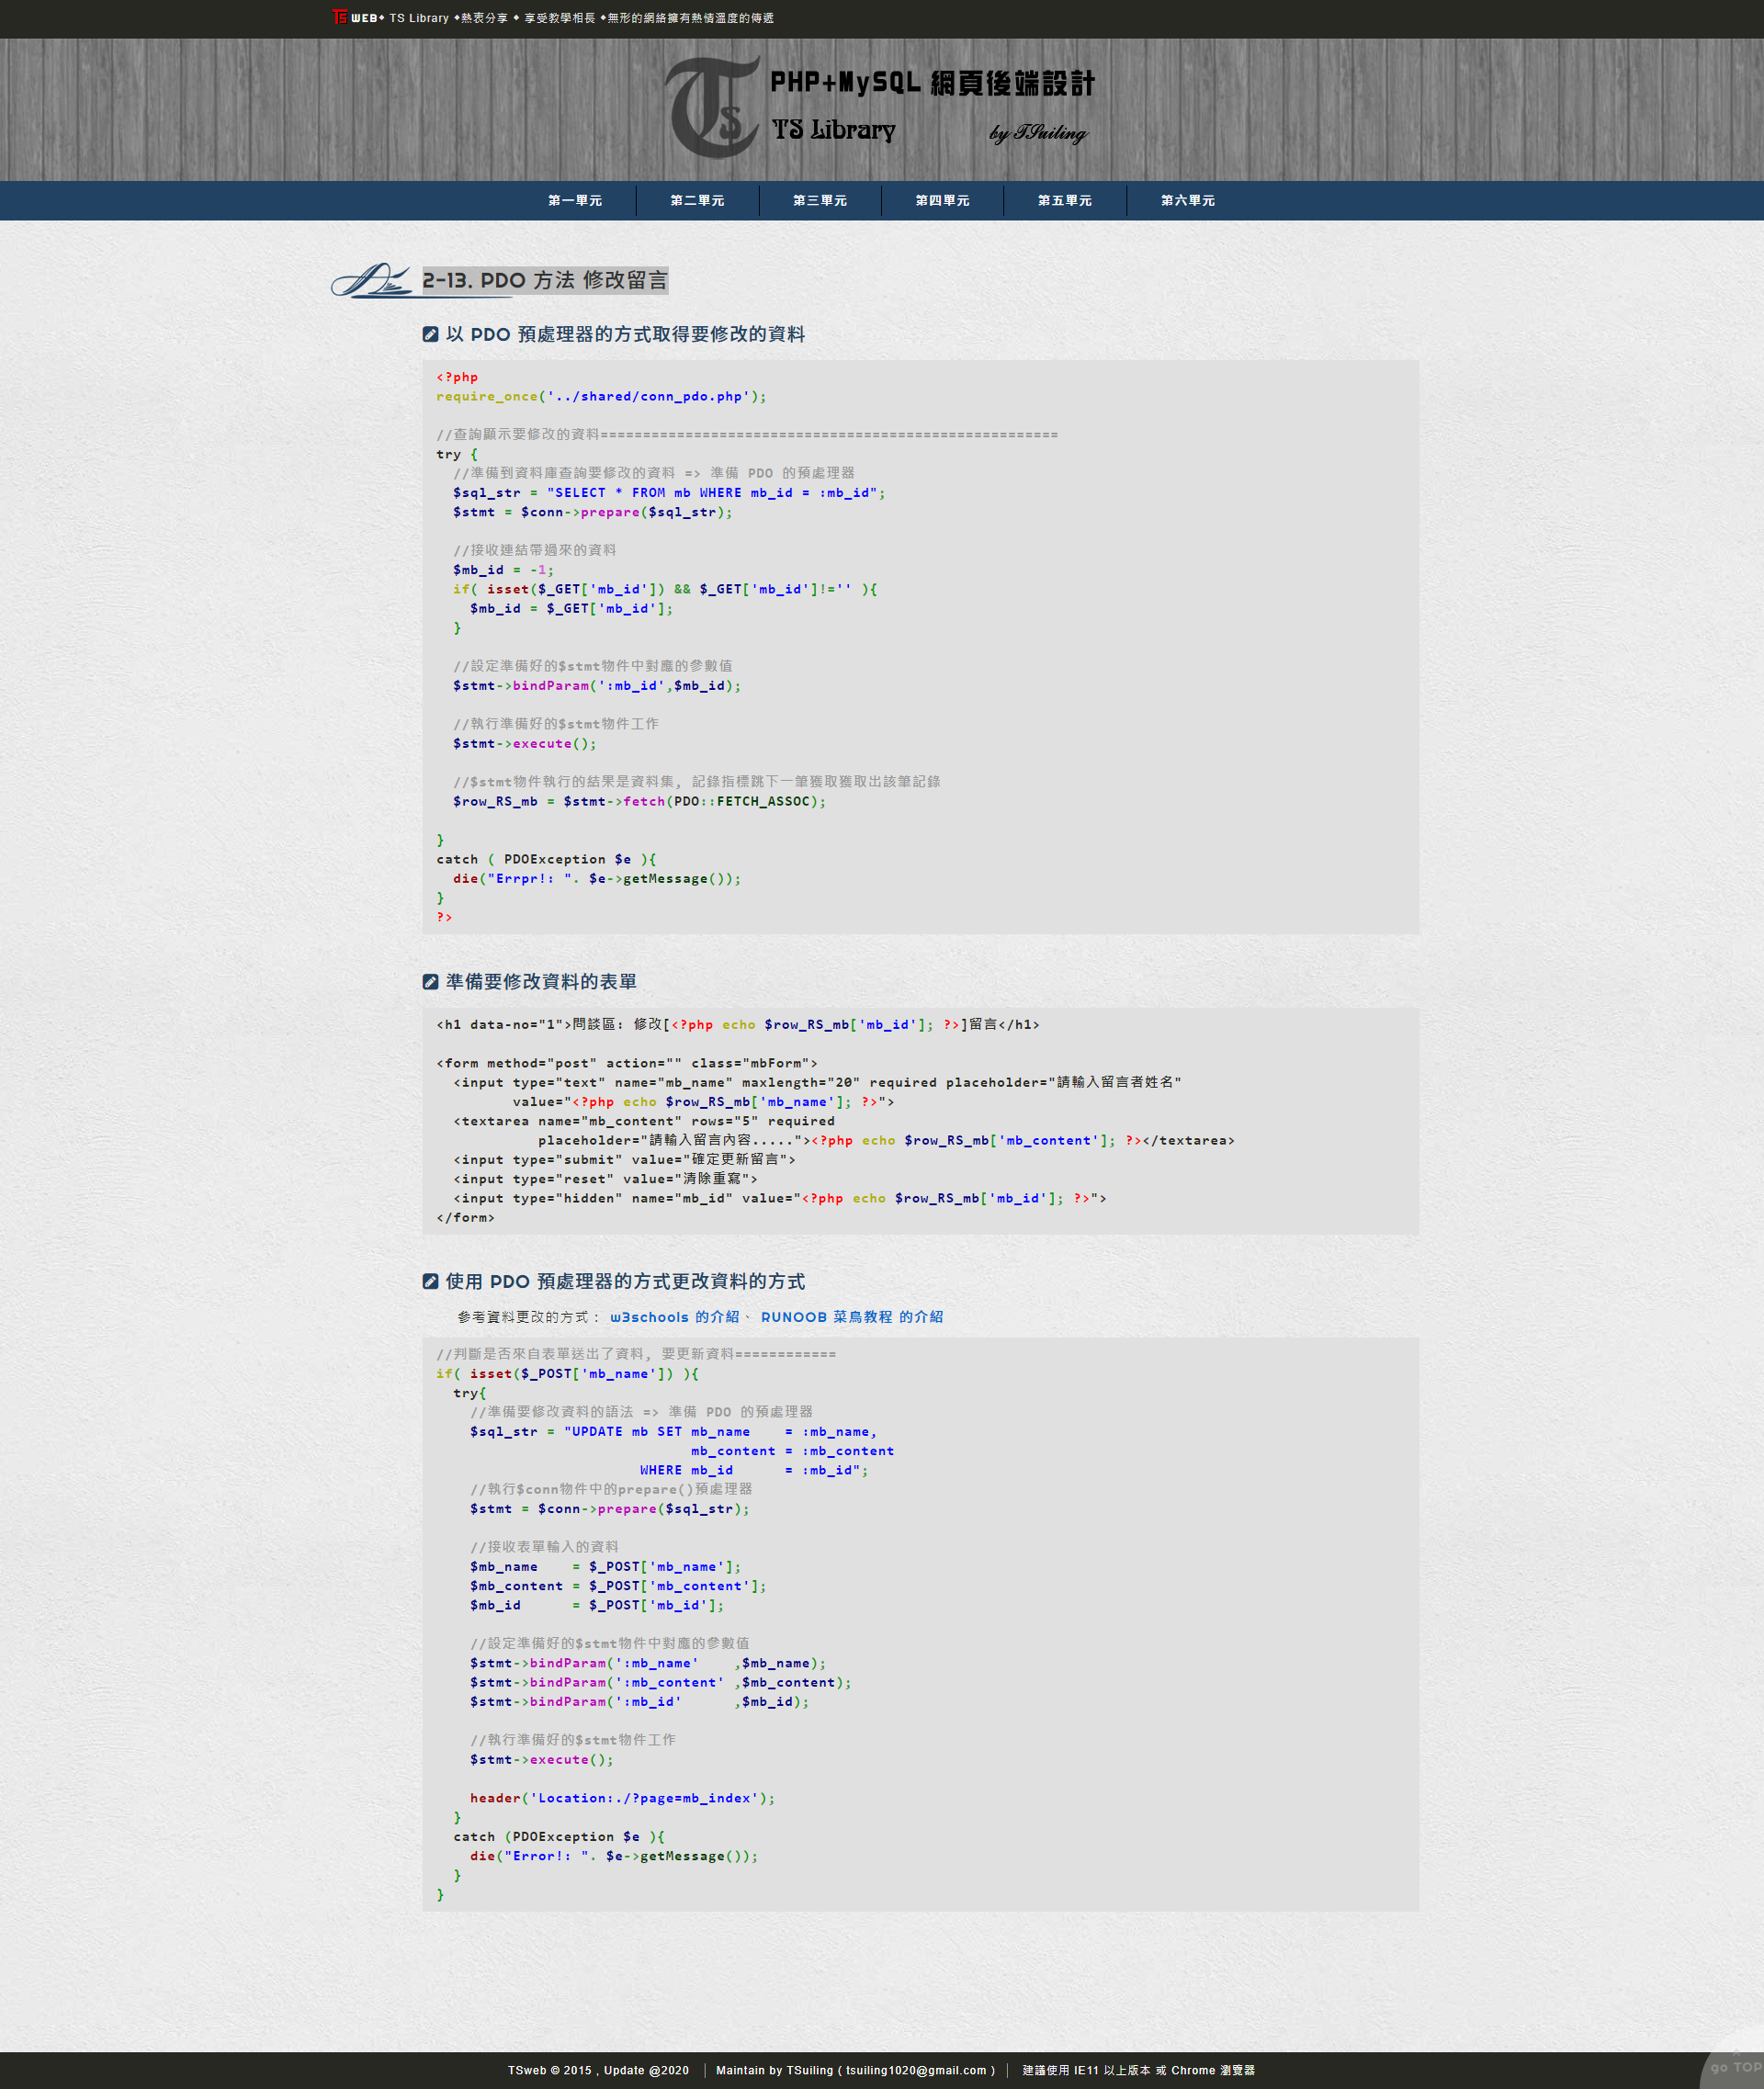 TS WEB◆ TS Library ◆熱衷分享 ◆ 享受教學相長 ◆無形的網絡擁有熱情溫度的傳遞
Ts
PHP+MySQL 網頁後端設計
TS Library by TSuiling
第一單元 第二單元 第三單元 第四單元 第五單元 第六單元
2-13. PDO 方法 修改留言
以 PDO 預處理器的方式取得要修改的資料
<?php
require_once('../shared/conn_pdo.php');
//查詢顯示要修改的資料======================================================
try {
  //準備到資料庫查詢要修改的資料 => 準備 PDO 的預處理器
  $sql_str = "SELECT * FROM mb WHERE mb_id = :mb_id";
  $stmt = $conn->prepare($sql_str);
  //接收連結帶過來的資料
  $mb_id = -1;
  if( isset($_GET['mb_id']) && $_GET['mb_id']!='' ){
    $mb_id = $_GET['mb_id'];
  }
  //設定準備好的$stmt物件中對應的參數值
  $stmt->bindParam(':mb_id',$mb_id);
  //執行準備好的$stmt物件工作
  $stmt->execute();
  //$stmt物件執行的結果是資料集, 記錄指標跳下一筆獲取獲取出該筆記錄
  $row_RS_mb = $stmt->fetch(PDO::FETCH_ASSOC);
}
catch ( PDOException $e ){
  die("Errpr!: ". $e->getMessage());
}
?>
準備要修改資料的表單
<h1 data-no="1">問談區: 修改[<?php echo $row_RS_mb['mb_id']; ?>]留言</h1>
<form method="post" action="" class="mbForm">
  <input type="text" name="mb_name" maxlength="20" required placeholder="請輸入留言者姓名"
         value="<?php echo $row_RS_mb['mb_name']; ?>">
  <textarea name="mb_content" rows="5" required
            placeholder="請輸入留言內容....."><?php echo $row_RS_mb['mb_content']; ?></textarea>
  <input type="submit" value="確定更新留言">
  <input type="reset" value="清除重寫">
  <input type="hidden" name="mb_id" value="<?php echo $row_RS_mb['mb_id']; ?>">
</form>
使用 PDO 預處理器的方式更改資料的方式
參考資料更改的方式： w3schools 的介紹、 RUNOOB 菜鳥教程 的介紹
//判斷是否來自表單送出了資料, 要更新資料============
if( isset($_POST['mb_name']) ){
  try{
    //準備要修改資料的語法 => 準備 PDO 的預處理器
    $sql_str = "UPDATE mb SET mb_name    = :mb_name,
                              mb_content = :mb_content
                        WHERE mb_id      = :mb_id";
    //執行$conn物件中的prepare()預處理器
    $stmt = $conn->prepare($sql_str);
    //接收表單輸入的資料
    $mb_name    = $_POST['mb_name'];
    $mb_content = $_POST['mb_content'];
    $mb_id      = $_POST['mb_id'];
    //設定準備好的$stmt物件中對應的參數值
    $stmt->bindParam(':mb_name'    ,$mb_name);
    $stmt->bindParam(':mb_content' ,$mb_content);
    $stmt->bindParam(':mb_id'      ,$mb_id);
    //執行準備好的$stmt物件工作
    $stmt->execute();
    header('Location:./?page=mb_index');
  }
  catch (PDOException $e ){
    die("Error!: ". $e->getMessage());
  }
}
go TOP
TSweb © 2015 , Update @2020 | Maintain by TSuiling ( tsuiling1020@gmail.com ) | 建議使用 IE11 以上版本 或 Chrome 瀏覽器